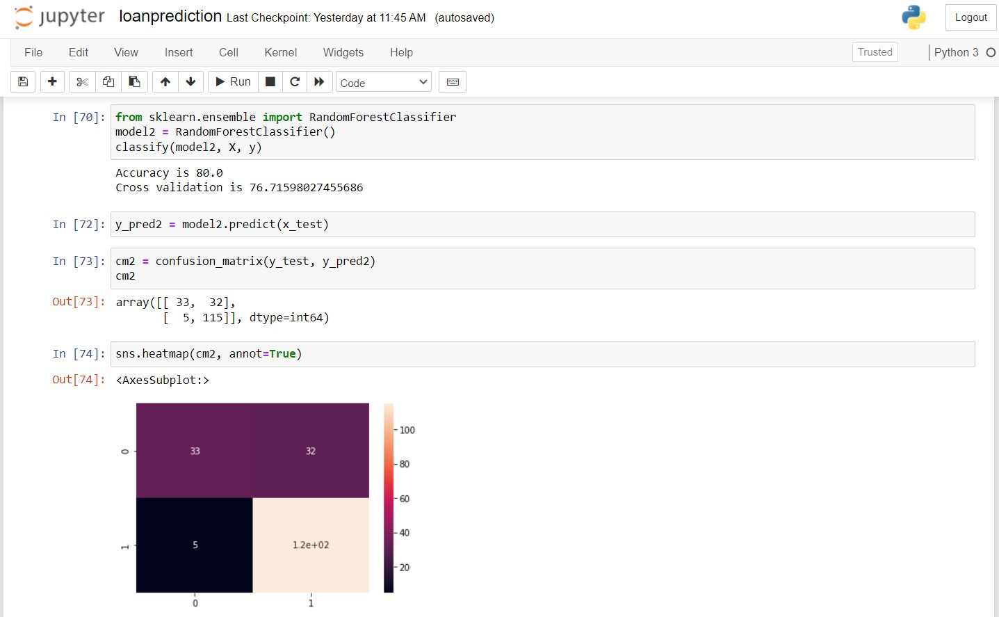 jupyter loanprediction Last Checkpoint: Yesterday at 11:45 AM (autosaved) Logout
File Edit View Insert Cell Kernel Widgets Help Trusted Python 3
Run Code
In [70]: from sklearn.ensemble import RandomForestClassifier
model2 = RandomForestClassifier()
classify(model2, X, y)
Accuracy is 80.0
Cross validation is 76.71598027455686
In [72]: y_pred2 = model2.predict(x_test)
In [73]: cm2 = confusion_matrix(y_test, y_pred2)
cm2
Out[73]: array([[ 33,  32],
       [  5, 115]], dtype=int64)
In [74]: sns.heatmap(cm2, annot=True)
Out[74]: <AxesSubplot:>
100
0 33 32
80
60
40
1 5 1.2e+02
20
0 1